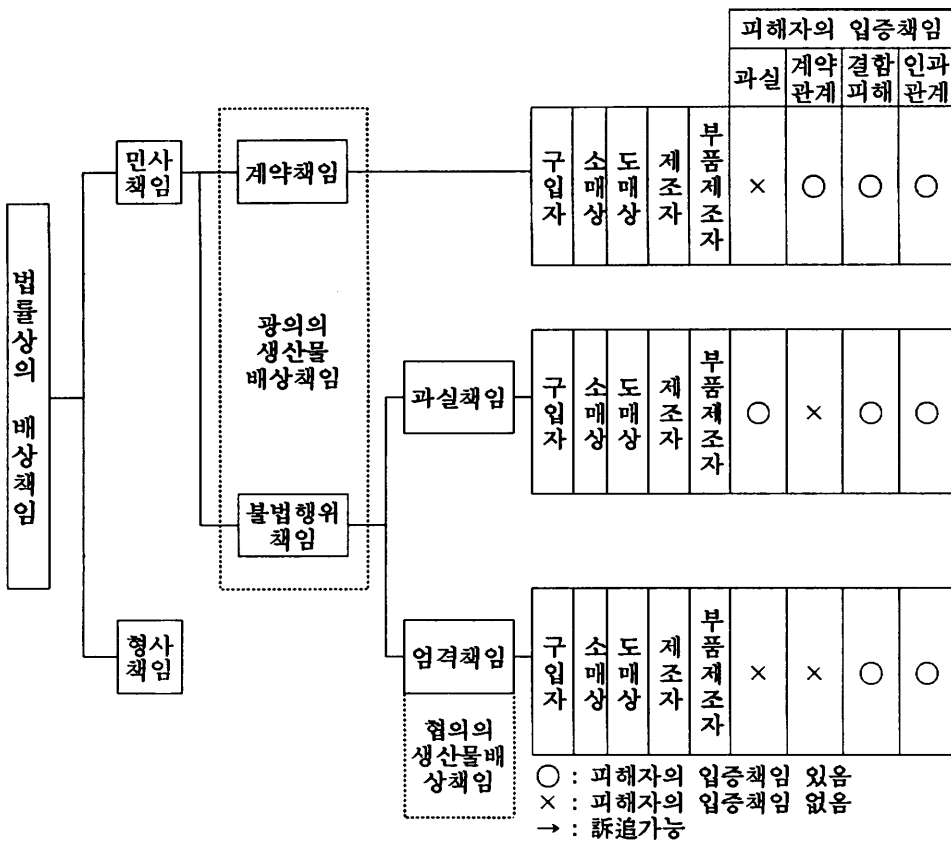 피해자의 입증책임
과실
계약
관계
결함
피해
인과
관계
법률상의 배상책임
민사
책임
형사
책임
계약책임
광의의
생산물
배상책임
불법행위
책임
구입자
소매상
도매상
제조자
부품제조자
×
○
○
○
과실책임
구입자
소매상
도매상
제조자
부품제조자
○
×
○
○
엄격책임
협의의
생산물배
상책임
구입자
소매상
도매상
제조자
부품제조자
×
×
○
○
○ : 피해자의 입증책임 있음
× : 피해자의 입증책임 없음
→ : 訴追가능